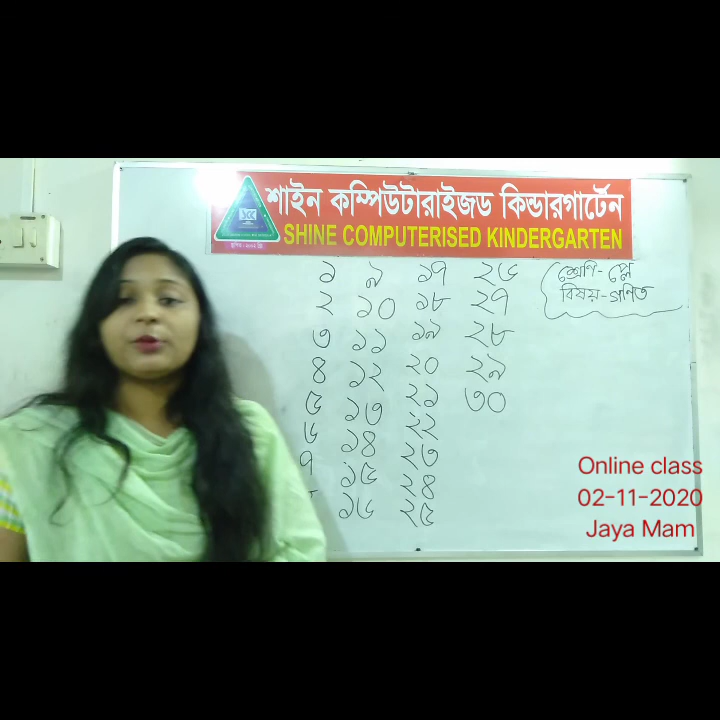 শাইন কম্পিউটারাইজড কিন্ডারগার্টেন
SHINE COMPUTERISED KINDERGARTEN
শ্রেণি-প্লে
বিষয়-গণিত
১ ৯ ১৭ ২৬
২ ১০ ১৮ ২৭
৩ ১১ ১৯ ২৮
৪ ১২ ২০ ২৯
৫ ১৩ ২১ ৩০
৬ ১৪ ২২
৭ ১৫ ২৩
১৬ ২৪
২৫
Online class
02-11-2020
Jaya Mam